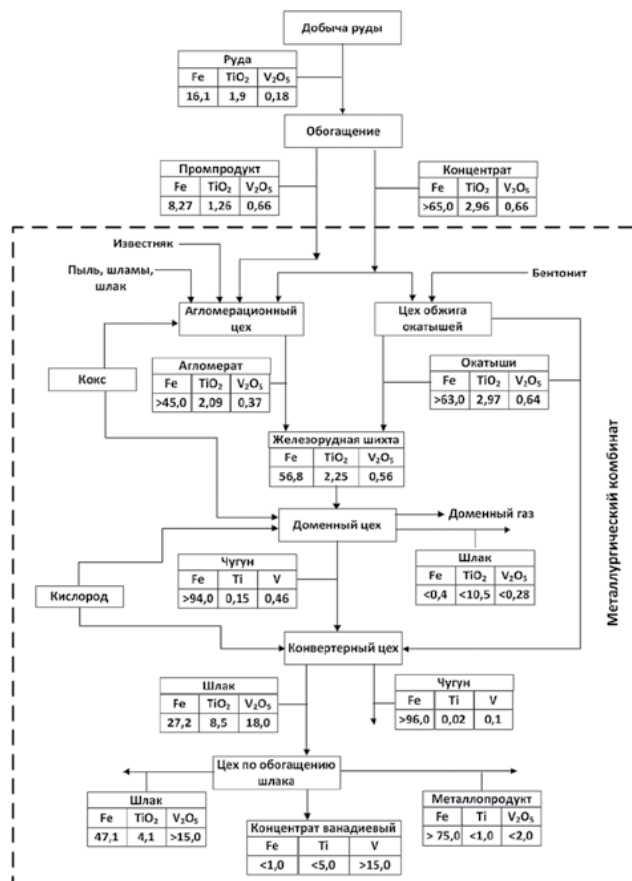 Добыча руды
Руда
Fe TiO₂ V₂O₅
16,1 1,9 0,18
Обогащение
Промпродукт
Fe TiO₂ V₂O₅
8,27 1,26 0,66
Концентрат
Fe TiO₂ V₂O₅
>65,0 2,96 0,66
Известняк
Пыль, шламы,
шлак
Бентонит
Агломерационный
цех
Цех обжига
окатышей
Кокс
Агломерат
Fe TiO₂ V₂O₅
>45,0 2,09 0,37
Окатыши
Fe TiO₂ V₂O₅
>63,0 2,97 0,64
Железорудная шихта
Fe TiO₂ V₂O₅
56,8 2,25 0,56
Металлургический комбинат
Доменный цех
Доменный газ
Шлак
Fe TiO₂ V₂O₅
<0,4 <10,5 <0,28
Чугун
Fe Ti V
>94,0 0,15 0,46
Кислород
Конвертерный цех
Шлак
Fe TiO₂ V₂O₅
27,2 8,5 18,0
Чугун
Fe Ti V
>96,0 0,02 0,1
Цех по обогащению
шлака
Шлак
Fe TiO₂ V₂O₅
47,1 4,1 >15,0
Металлопродукт
Fe Ti V₂O₅
> 75,0 <1,0 <2,0
Концентрат ванадиевый
Fe Ti V
<1,0 <5,0 >15,0